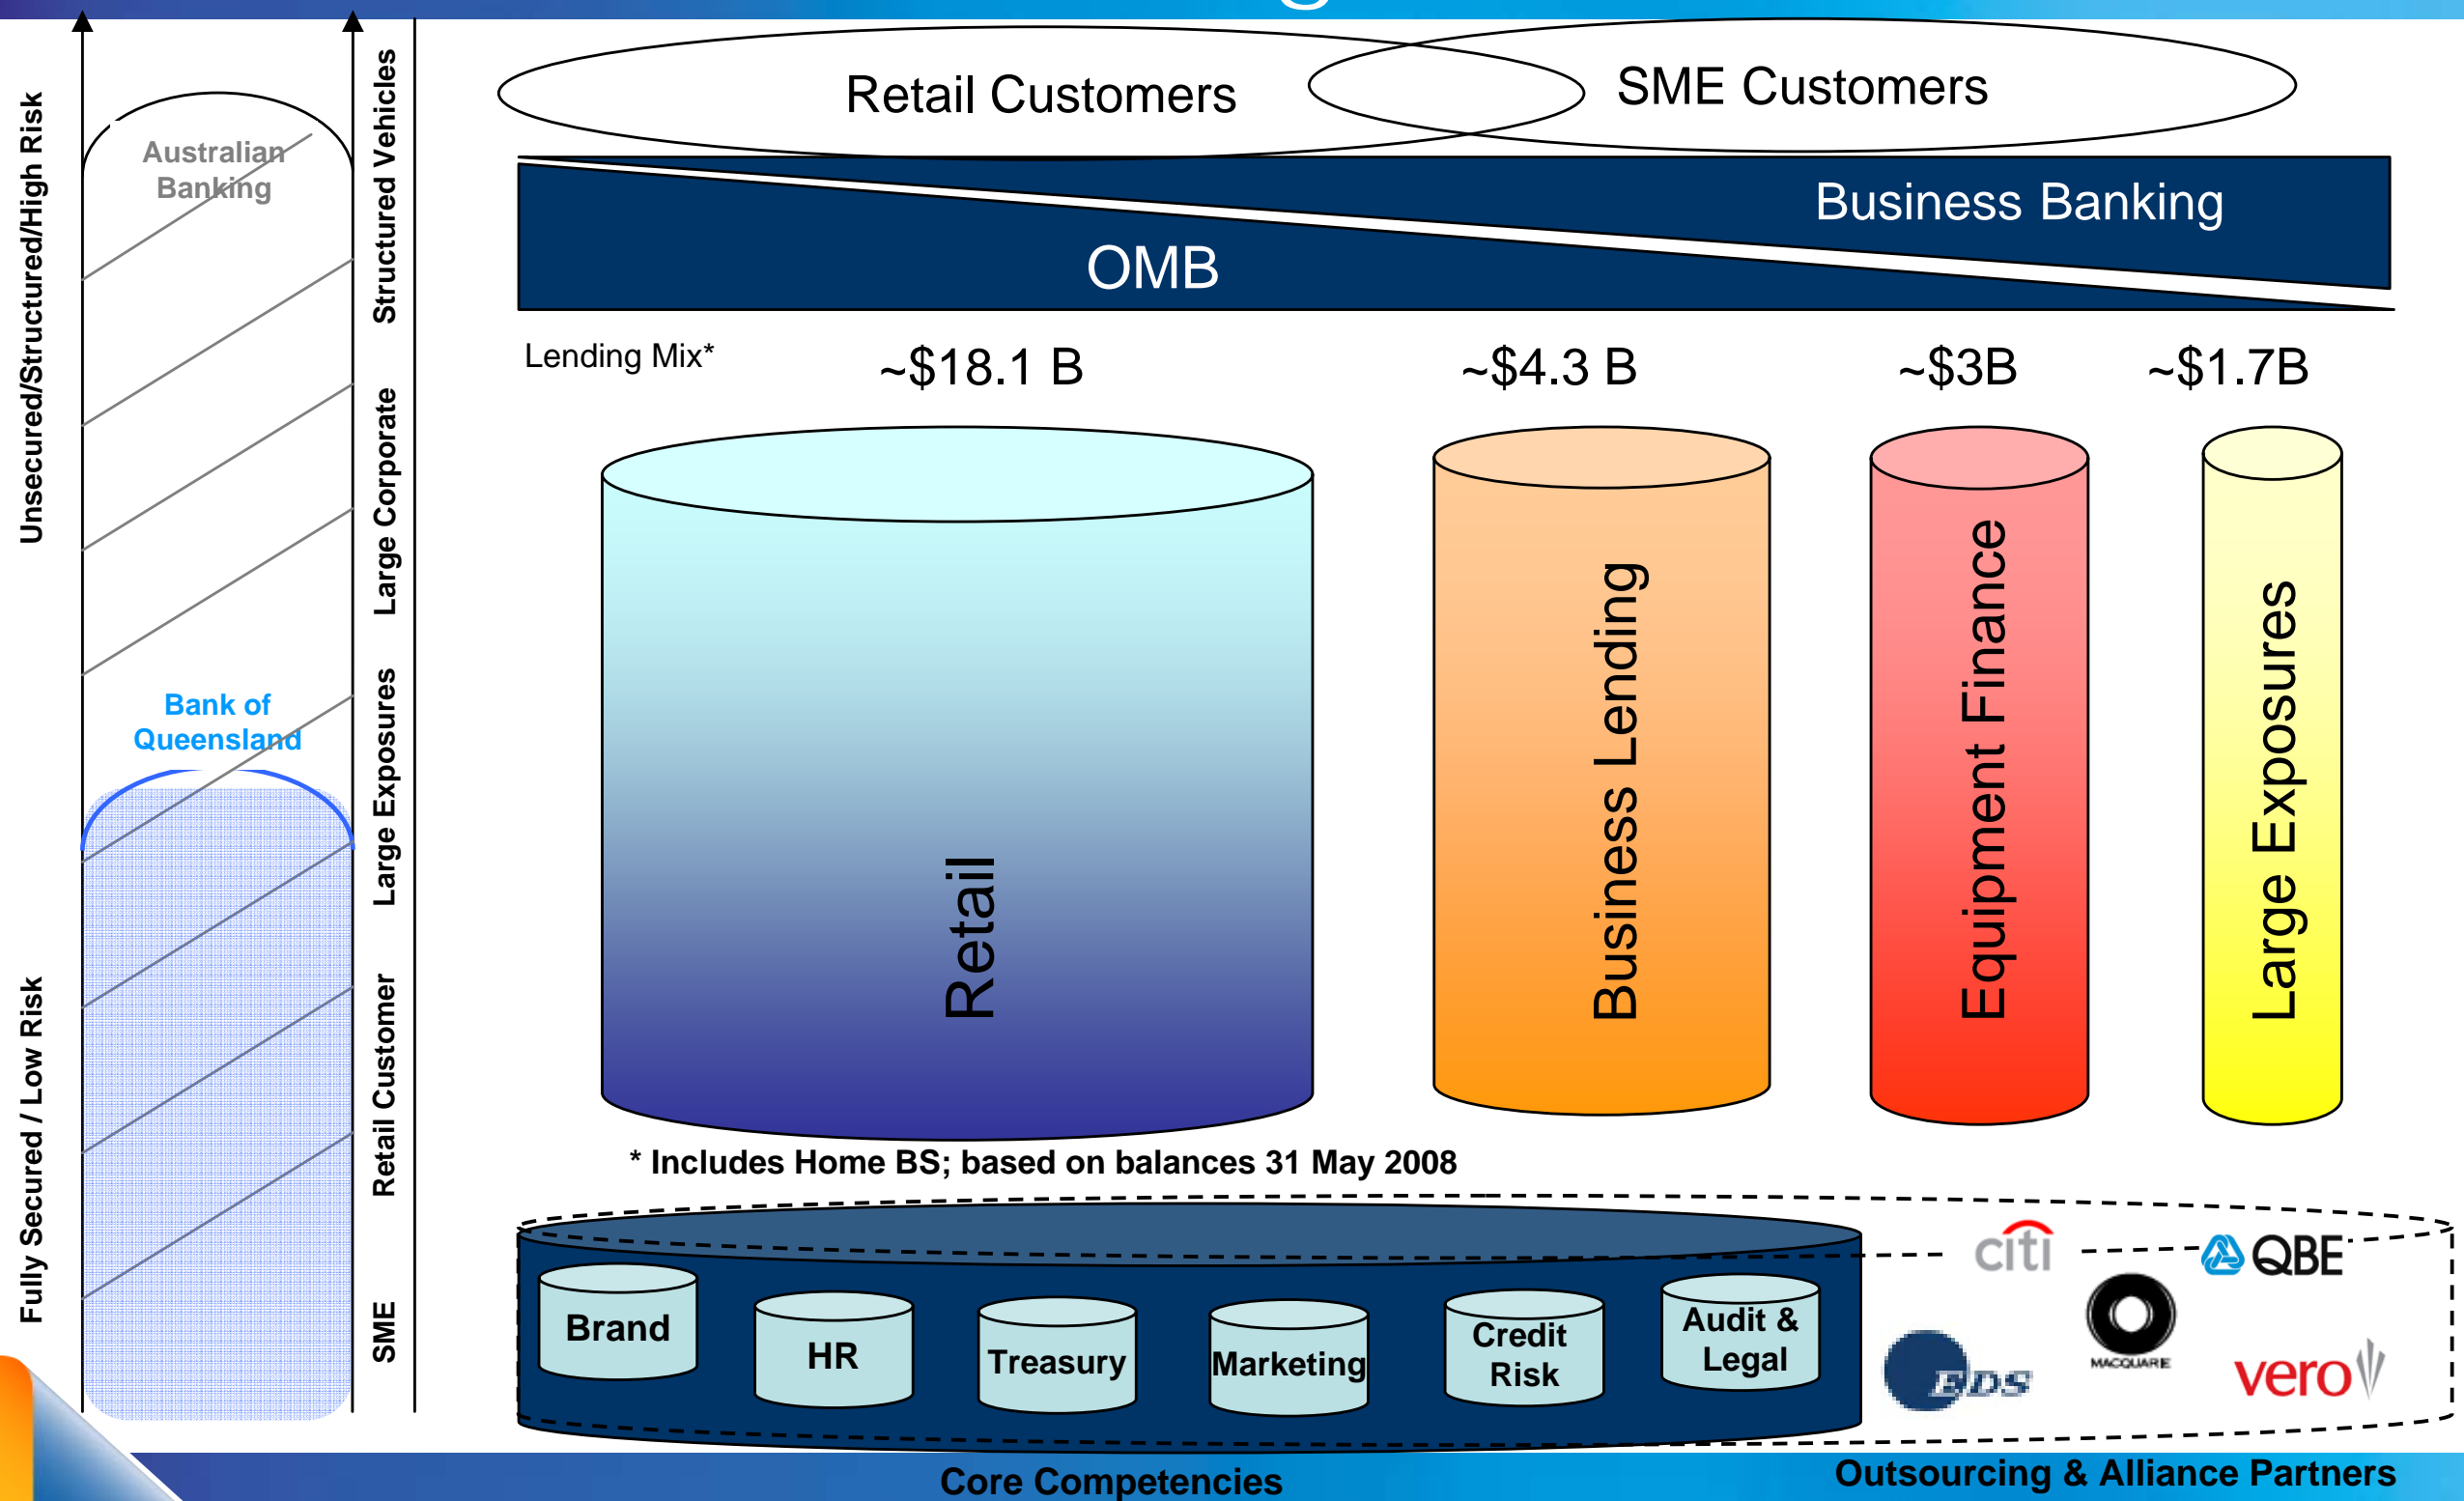 Unsecured/Structured/High Risk
Fully Secured / Low Risk
Australian
Banking
Bank of
Queensland
Structured Vehicles
Large Corporate
Large Exposures
Retail Customer
SME
Retail Customers
SME Customers
Business Banking
OMB
Lending Mix*
~$18.1 B
~$4.3 B
~$3B
~$1.7B
Retail
Business Lending
Equipment Finance
Large Exposures
* Includes Home BS; based on balances 31 May 2008
Brand
HR
Treasury
Marketing
Credit
Risk
Audit &
Legal
citi
QBE
EDS
MACQUARIE
vero
Core Competencies
Outsourcing & Alliance Partners